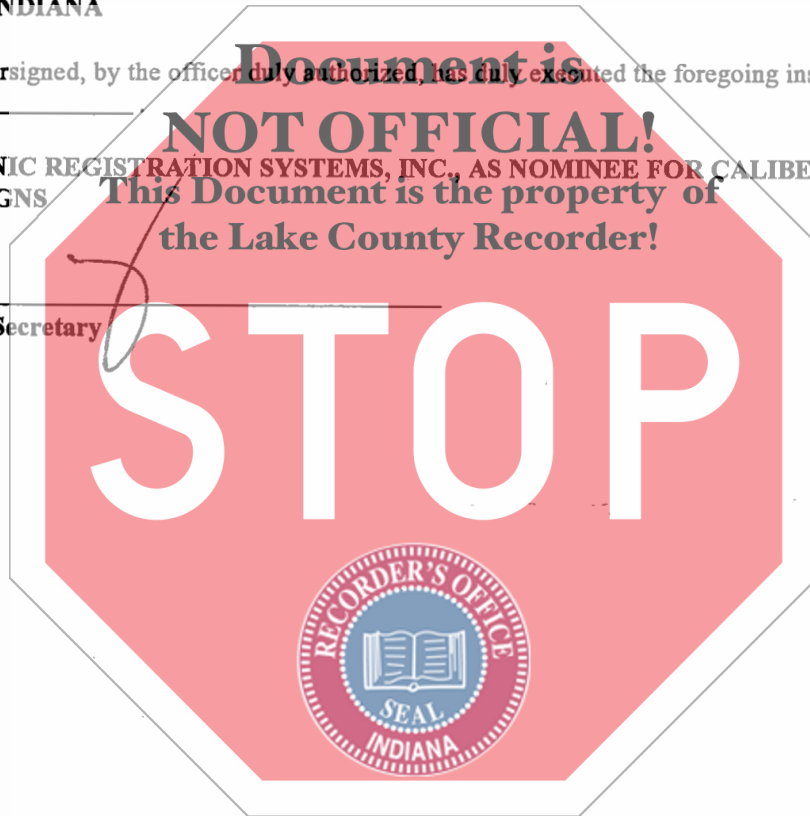 NDIANA
rsigned, by the officer duly authorized, has duly executed the foregoing ins
Document is
NOT OFFICIAL!
NIC REGISTRATION SYSTEMS, INC., AS NOMINEE FOR CALIBE
GNS
This Document is the property of
the Lake County Recorder!
Secretary
STOP
RECORDER'S OFFICE
SEAL
INDIANA